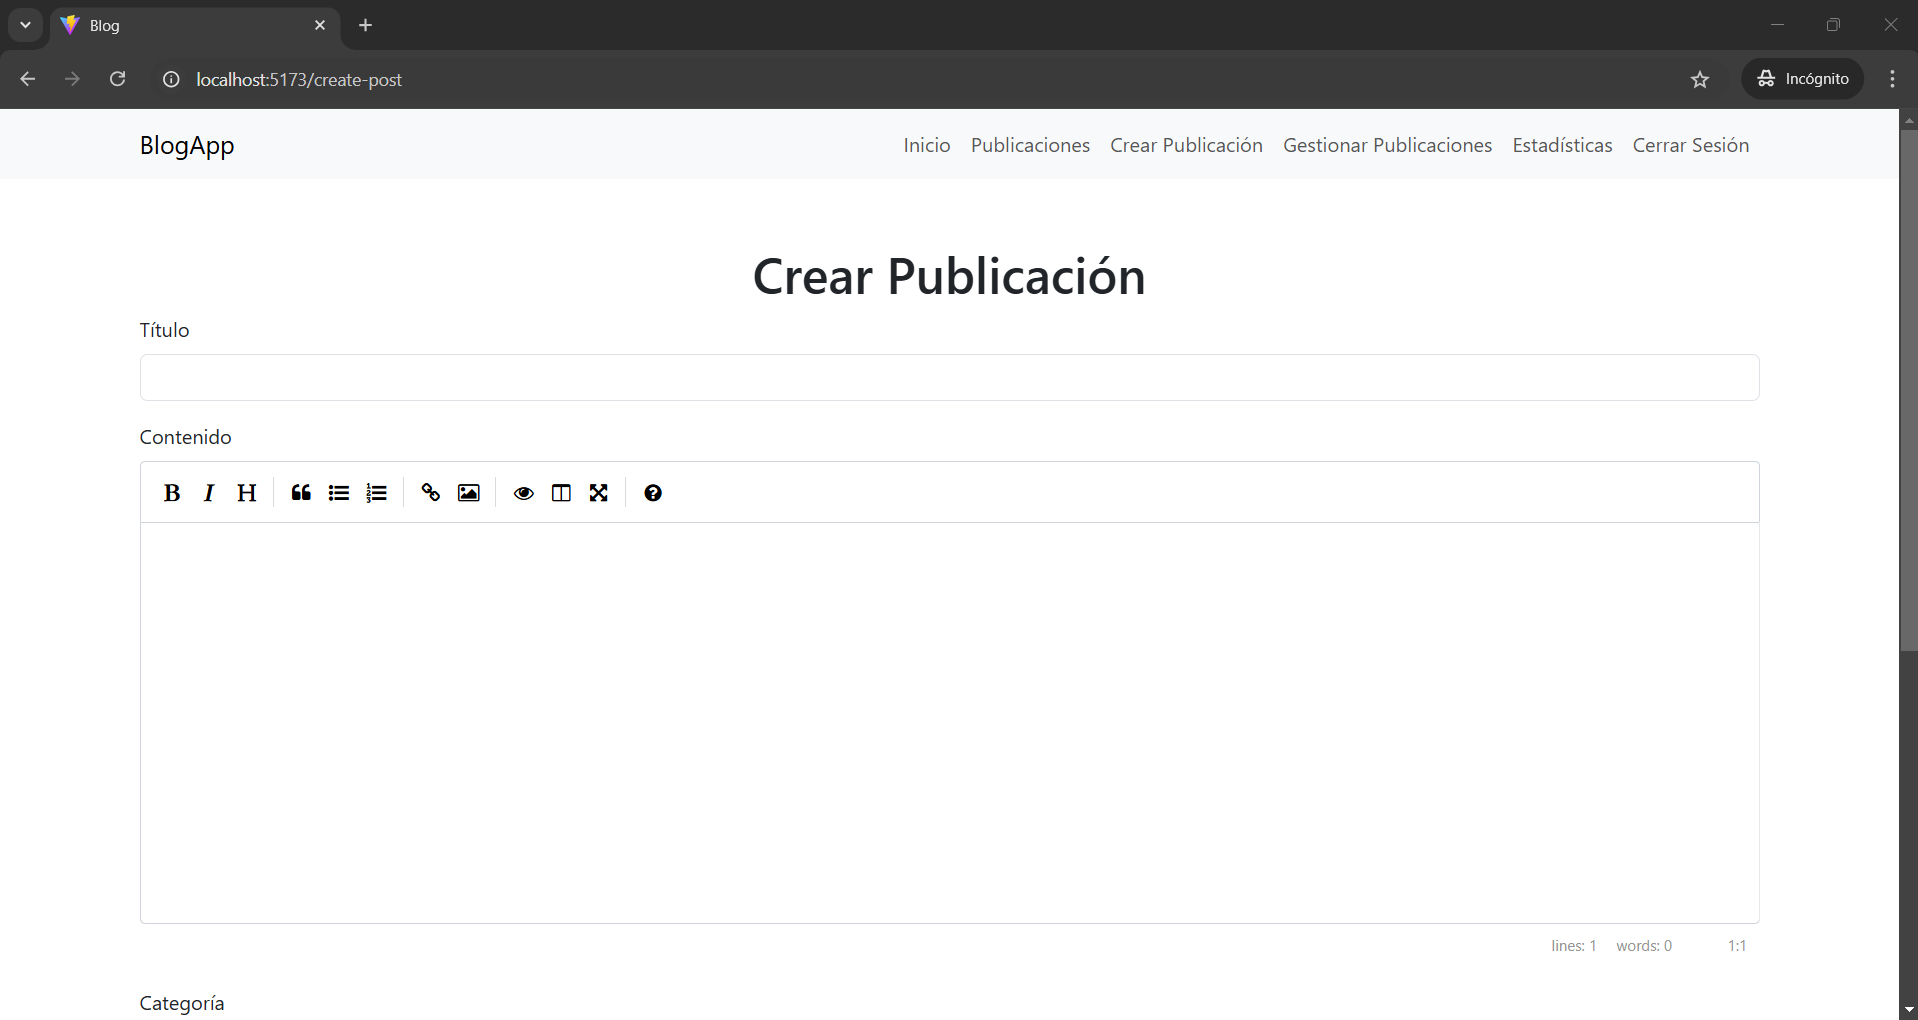 Blog
localhost:5173/create-post
Incógnito
BlogApp
Inicio Publicaciones Crear Publicación Gestionar Publicaciones Estadísticas Cerrar Sesión
Crear Publicación
Título
Contenido
B I H
lines: 1 words: 0 1:1
Categoría